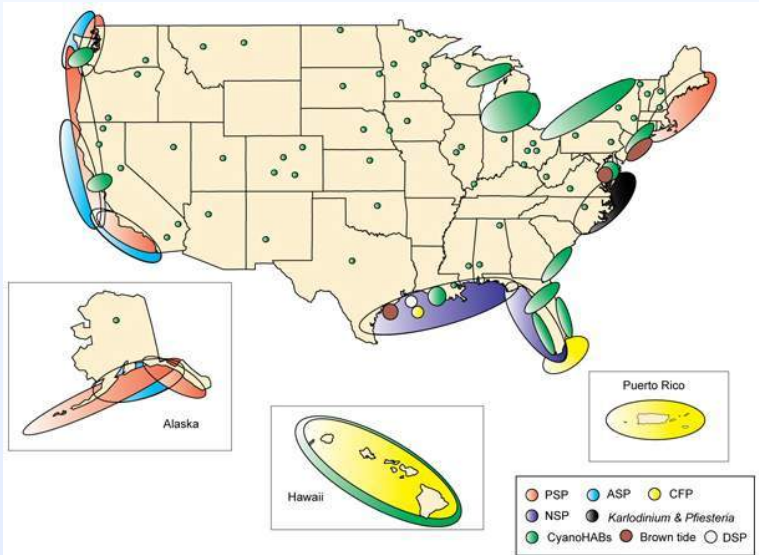 Alaska
Hawaii
Puerto Rico
PSP ASP CFP
NSP Karlodinium & Pfiesteria
CyanoHABs Brown tide DSP